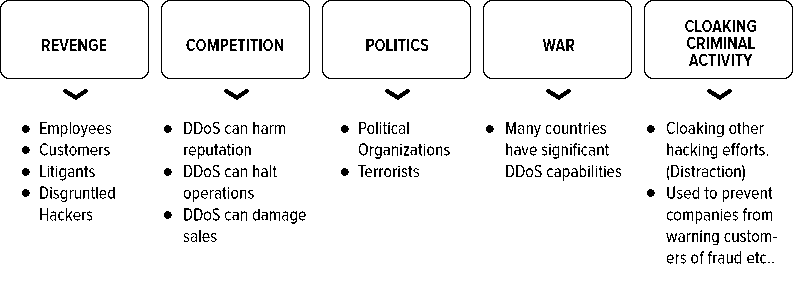 REVENGE
● Employees
● Customers
● Litigants
● Disgruntled
Hackers
COMPETITION
● DDoS can harm
reputation
● DDoS can halt
operations
● DDoS can damage
sales
POLITICS
● Political
Organizations
● Terrorists
WAR
● Many countries
have significant
DDoS capabilities
CLOAKING
CRIMINAL
ACTIVITY
● Cloaking other
hacking efforts.
(Distraction)
● Used to prevent
companies from
warning custom-
ers of fraud etc..